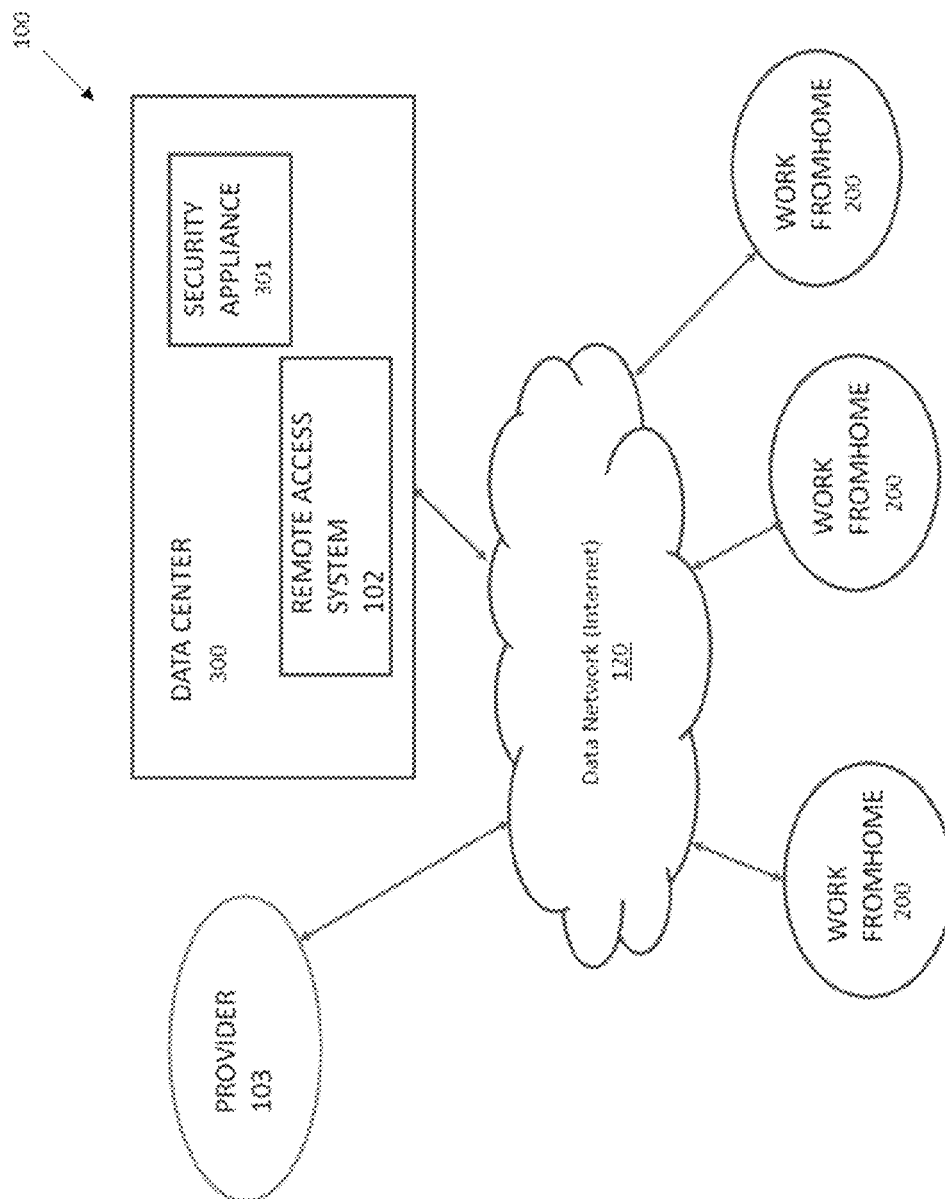 100
PROVIDER
103
DATA CENTER
300
REMOTE ACCESS
SYSTEM
102
SECURITY
APPLIANCE
301
Data Network (Internet)
120
WORK
FROMHOME
200
WORK
FROMHOME
200
WORK
FROMHOME
200